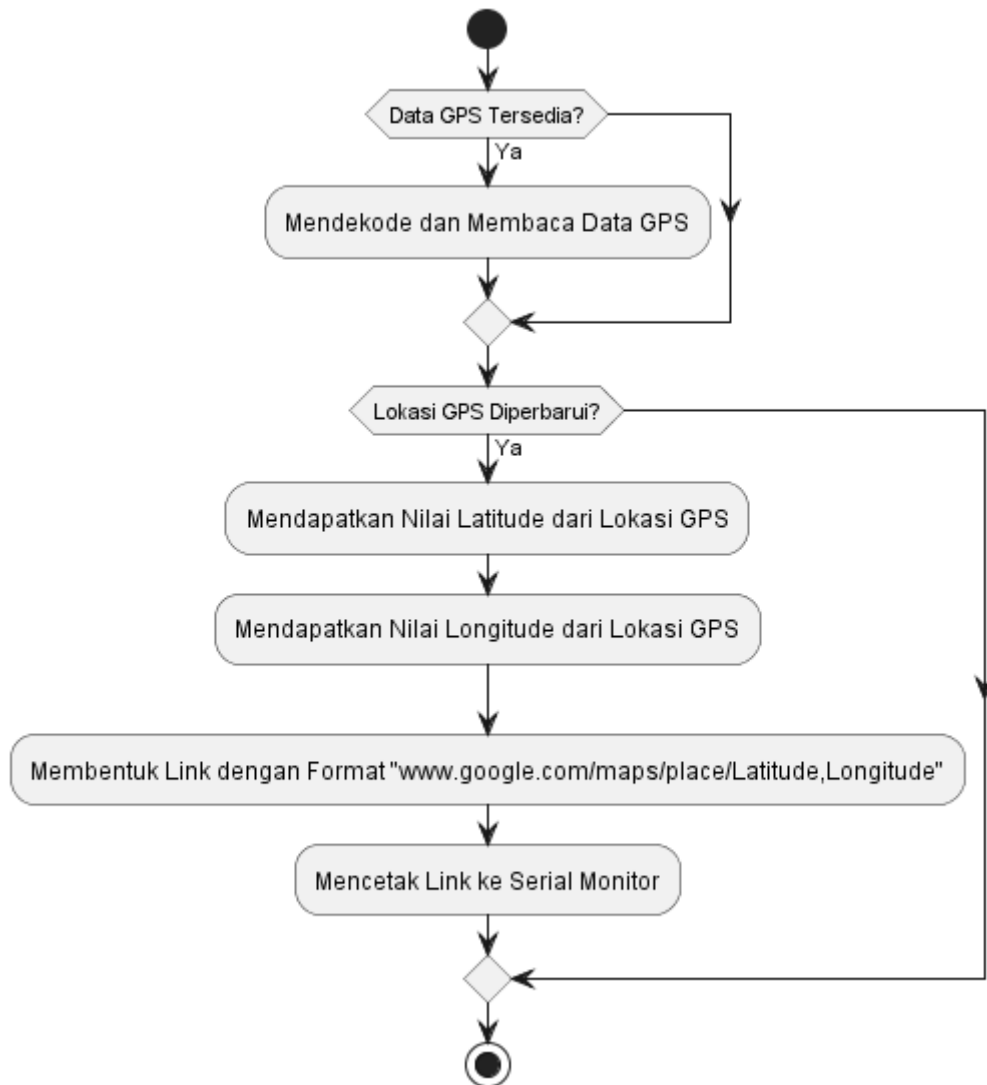 Data GPS Tersedia?
Ya
Mendekode dan Membaca Data GPS
Lokasi GPS Diperbarui?
Ya
Mendapatkan Nilai Latitude dari Lokasi GPS
Mendapatkan Nilai Longitude dari Lokasi GPS
Membentuk Link dengan Format "www.google.com/maps/place/Latitude,Longitude"
Mencetak Link ke Serial Monitor